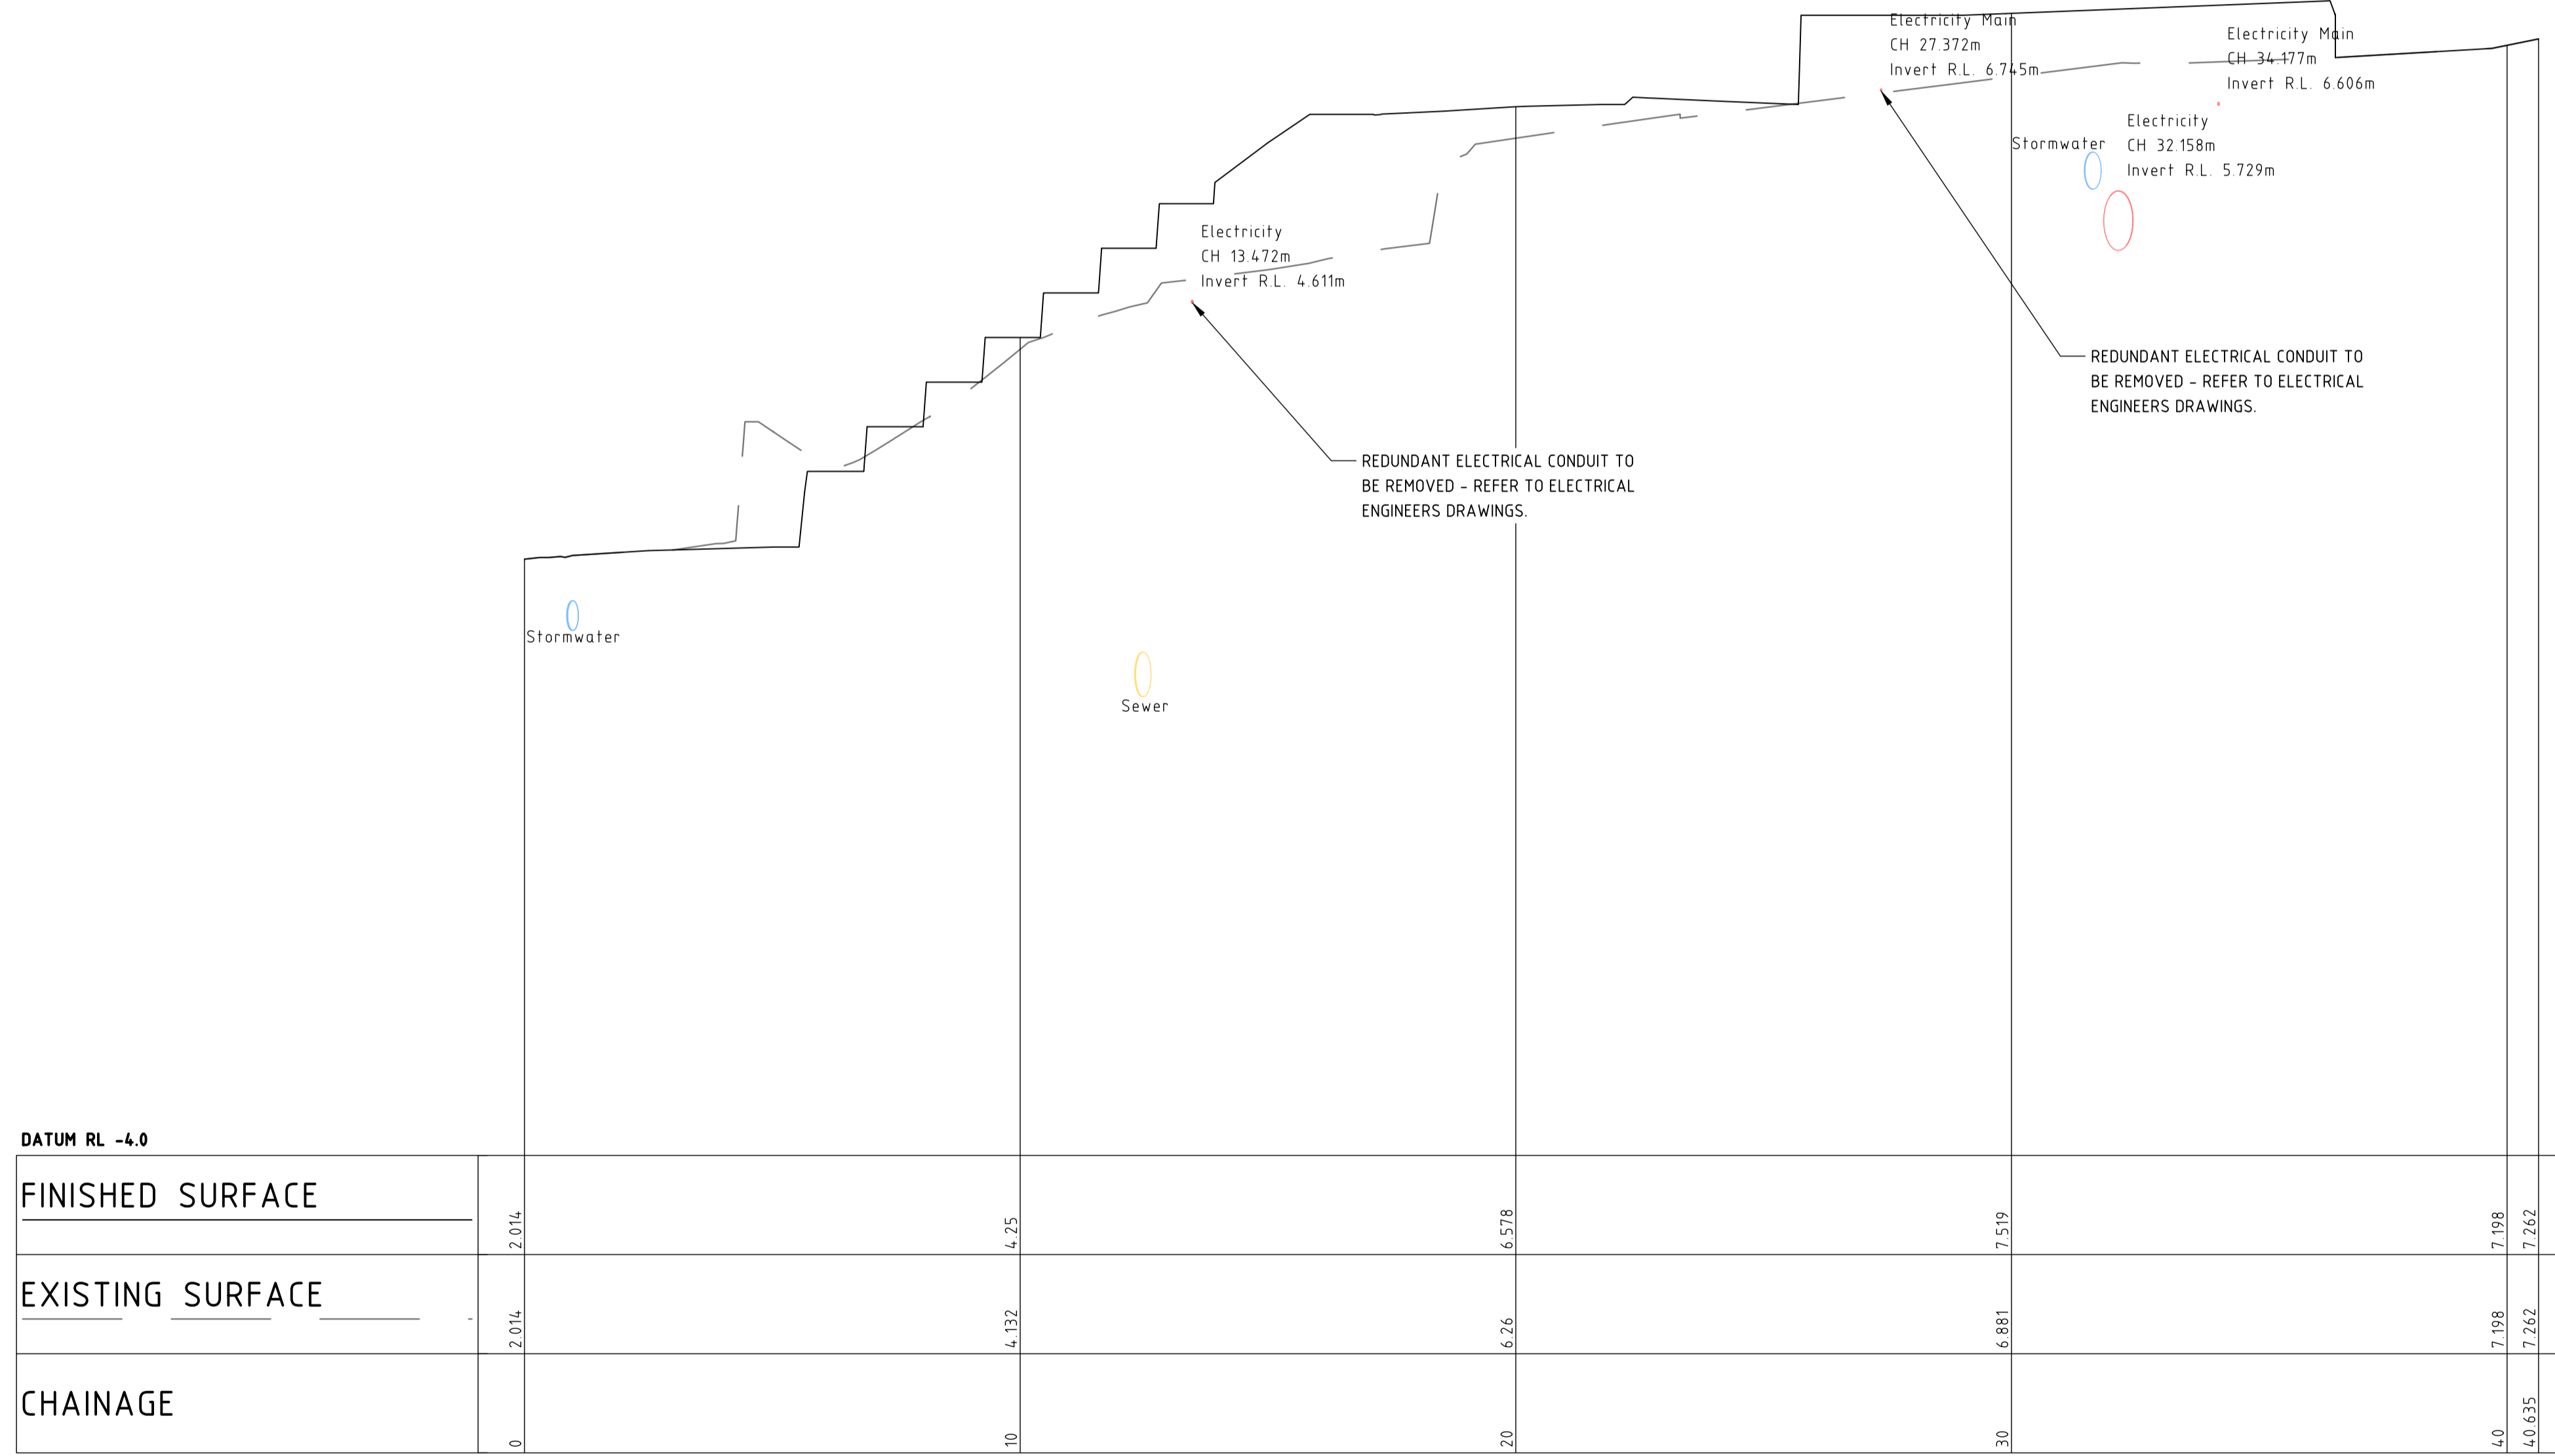 Electricity Main
CH 27.372m
Invert R.L. 6.745m
Electricity Main
CH 34.177m
Invert R.L. 6.606m
Electricity
CH 32.158m
Invert R.L. 5.729m
Stormwater
Electricity
CH 13.472m
Invert R.L. 4.611m
REDUNDANT ELECTRICAL CONDUIT TO
BE REMOVED - REFER TO ELECTRICAL
ENGINEERS DRAWINGS.
REDUNDANT ELECTRICAL CONDUIT TO
BE REMOVED - REFER TO ELECTRICAL
ENGINEERS DRAWINGS.
Stormwater
Sewer
DATUM RL -4.0
FINISHED SURFACE
2.014
4.25
6.578
7.519
7.198
7.262
EXISTING SURFACE
2.014
4.132
6.26
6.881
7.198
7.262
CHAINAGE
0
10
20
30
40
40.635